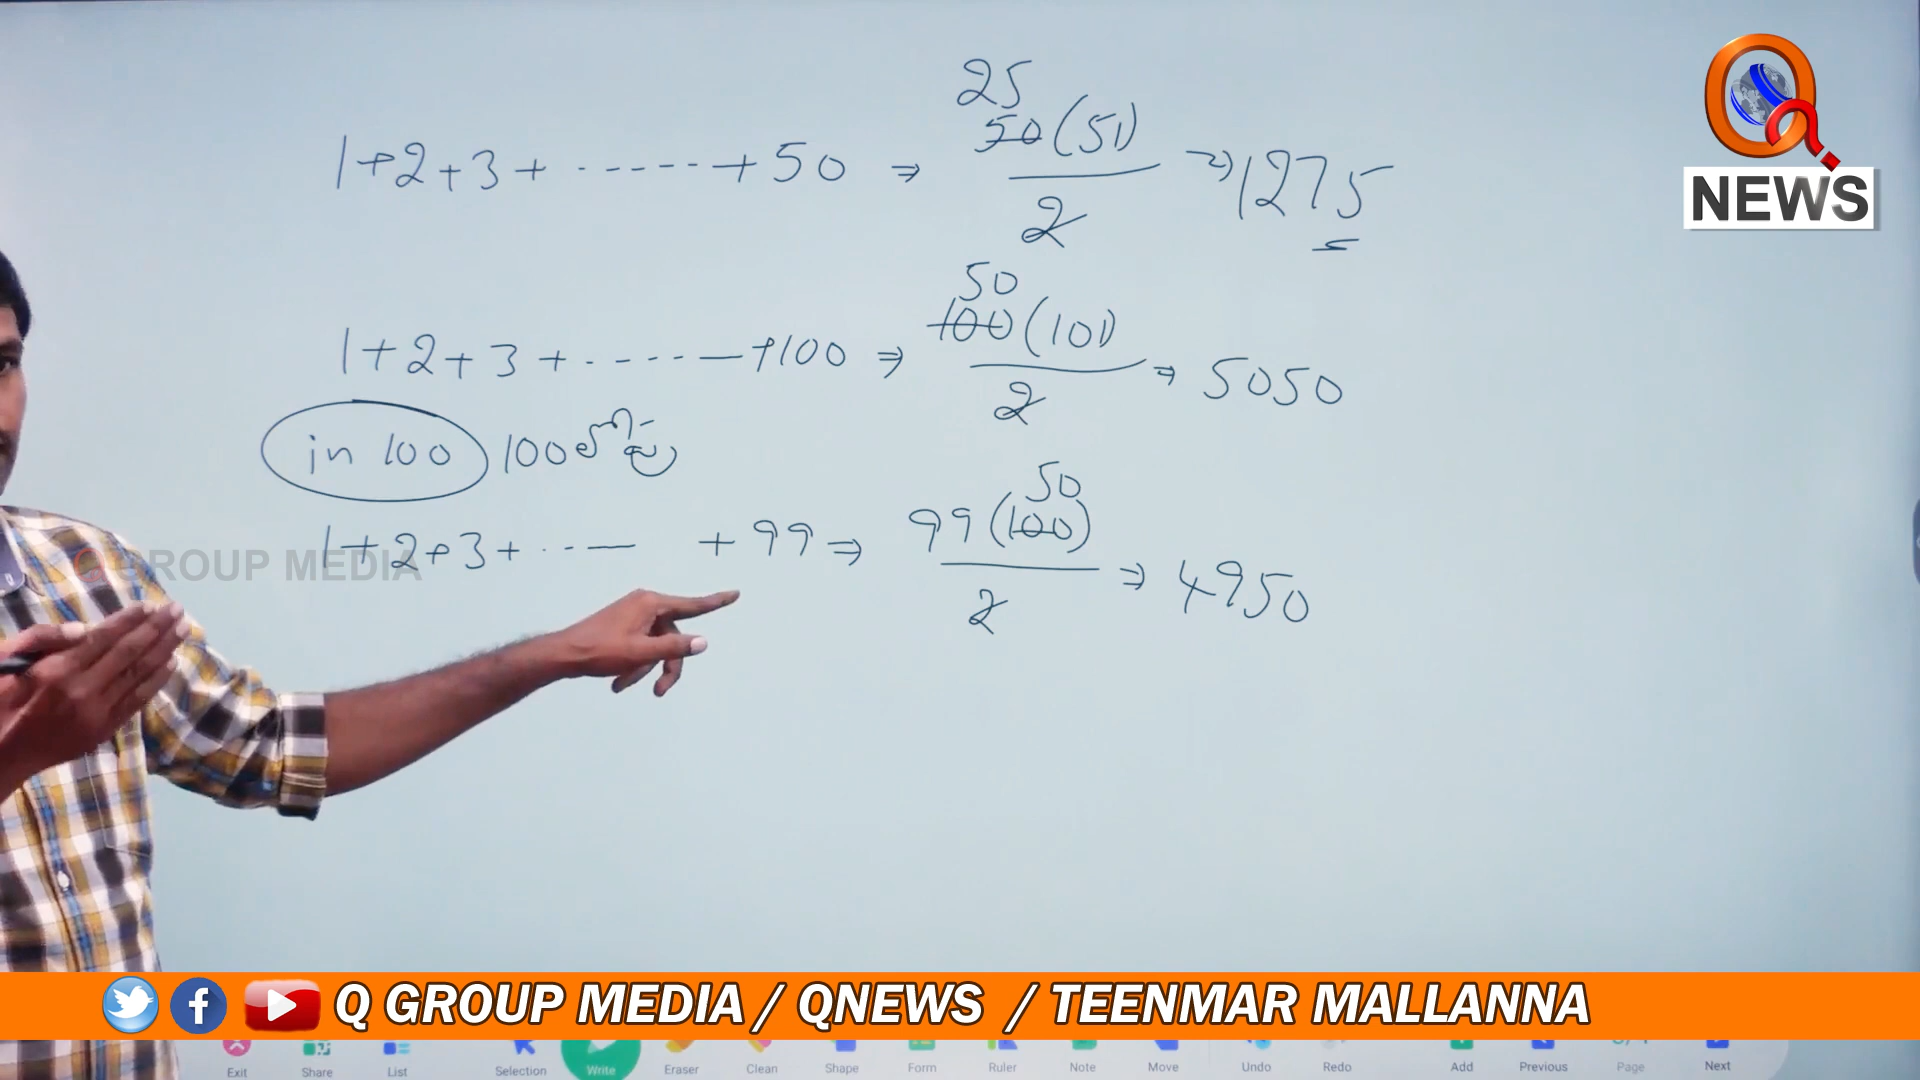 Q
NEWS
25
1+2+3+ ------+50 ⇒ 50(51)/2 ⇒ 1275
50
1+2+3+-----+100 ⇒ 100(101)/2 ⇒ 5050
in 100 100లోపు
50
1+2+3+---- +99 ⇒ 99(100)/2 ⇒ 4950
Q GROUP MEDIA
Q GROUP MEDIA / QNEWS / TEENMAR MALLANNA
Exit Share List Selection Write Eraser Clean Shape Form Ruler Note Move Undo Redo Add Previous Page Next